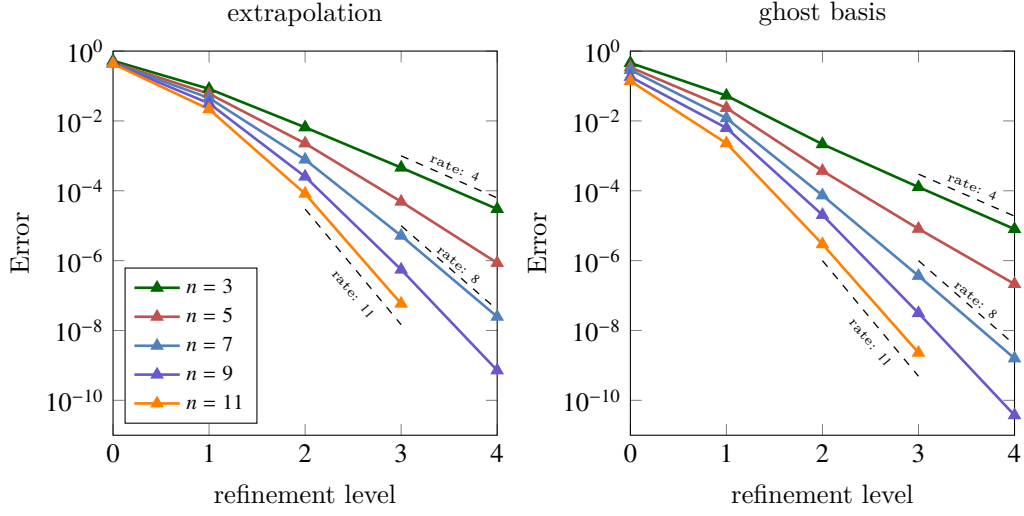 extrapolation
10^0
10^−2
10^−4
10^−6
10^−8
10^−10
Error
rate: 4
rate: 8
rate: 11
n = 3
n = 5
n = 7
n = 9
n = 11
0 1 2 3 4
refinement level
ghost basis
10^0
10^−2
10^−4
10^−6
10^−8
10^−10
Error
rate: 4
rate: 8
rate: 11
0 1 2 3 4
refinement level